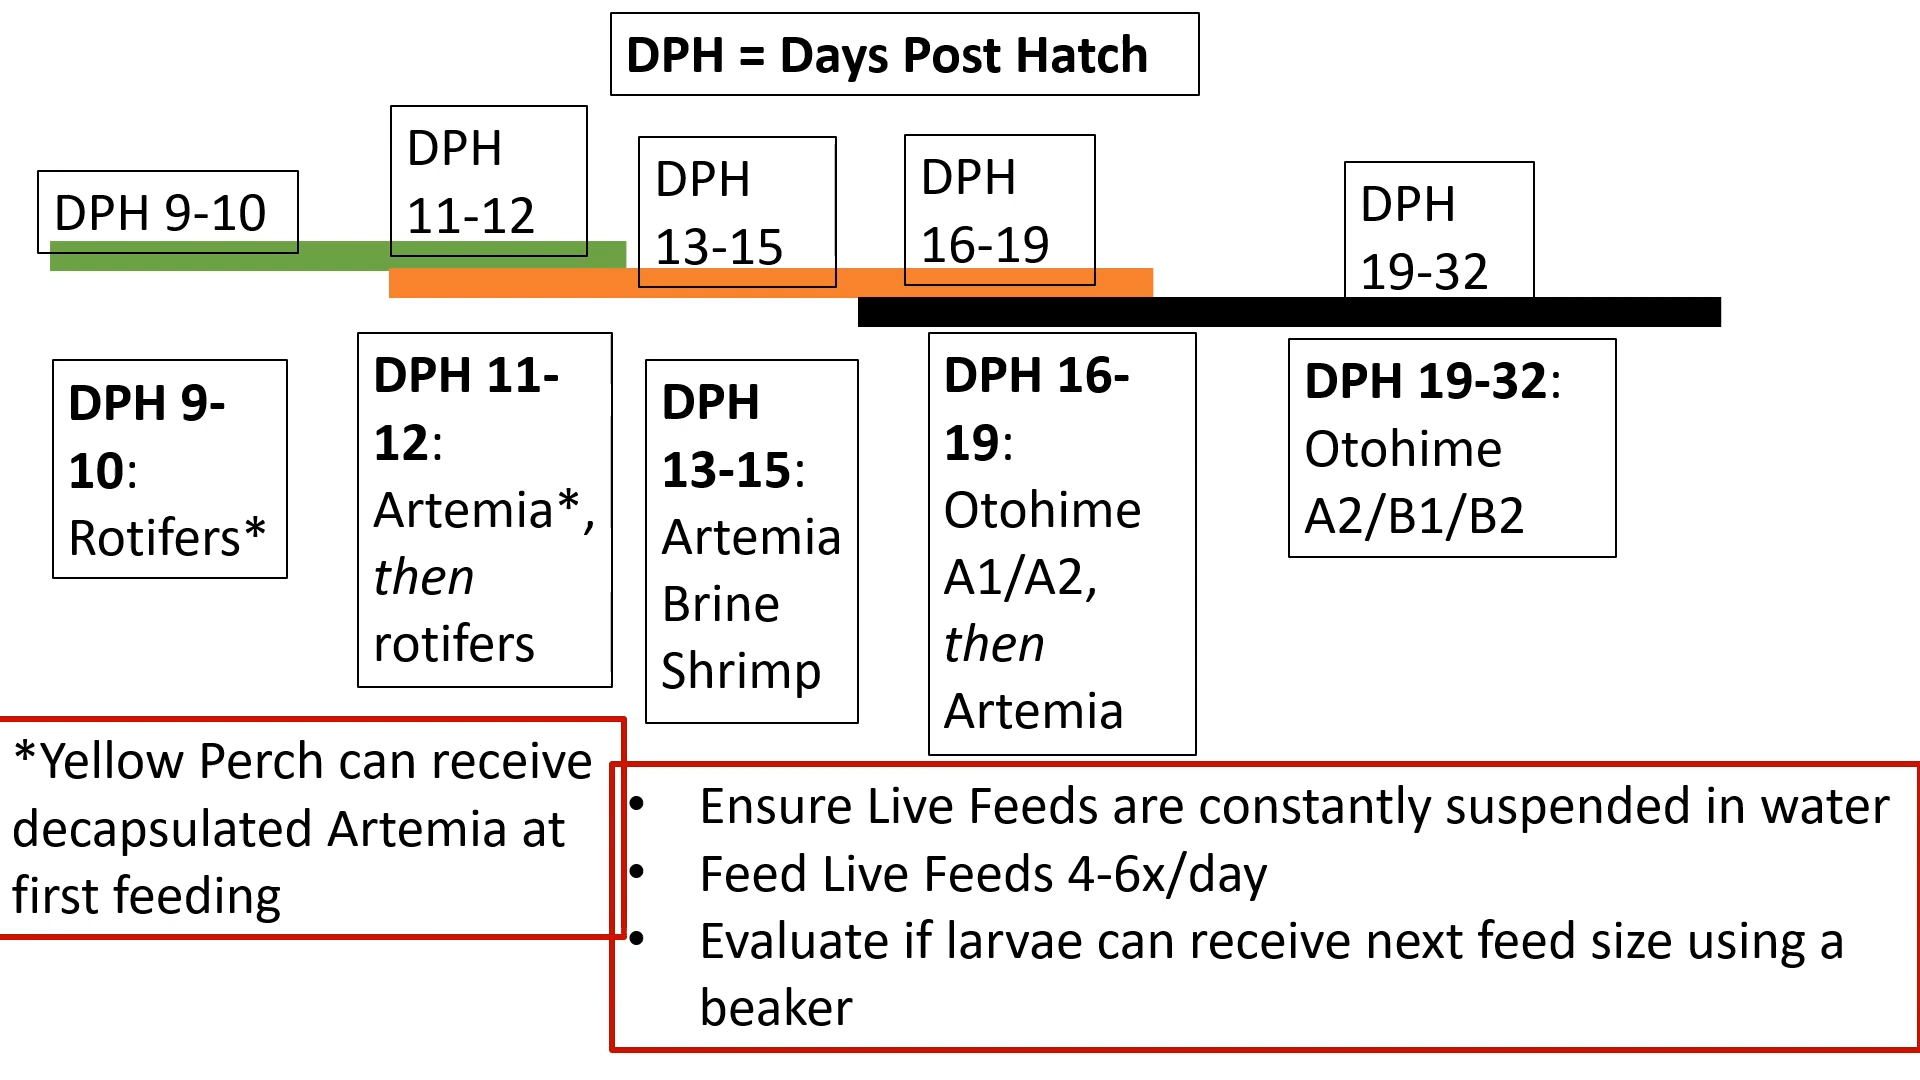 DPH = Days Post Hatch
DPH 9-10
DPH
11-12
DPH
13-15
DPH
16-19
DPH
19-32
DPH 9-
10:
Rotifers*
DPH 11-
12:
Artemia*,
then
rotifers
DPH
13-15:
Artemia
Brine
Shrimp
DPH 16-
19:
Otohime
A1/A2,
then
Artemia
DPH 19-32:
Otohime
A2/B1/B2
*Yellow Perch can receive
decapsulated Artemia at
first feeding
• Ensure Live Feeds are constantly suspended in water
• Feed Live Feeds 4-6x/day
• Evaluate if larvae can receive next feed size using a
beaker